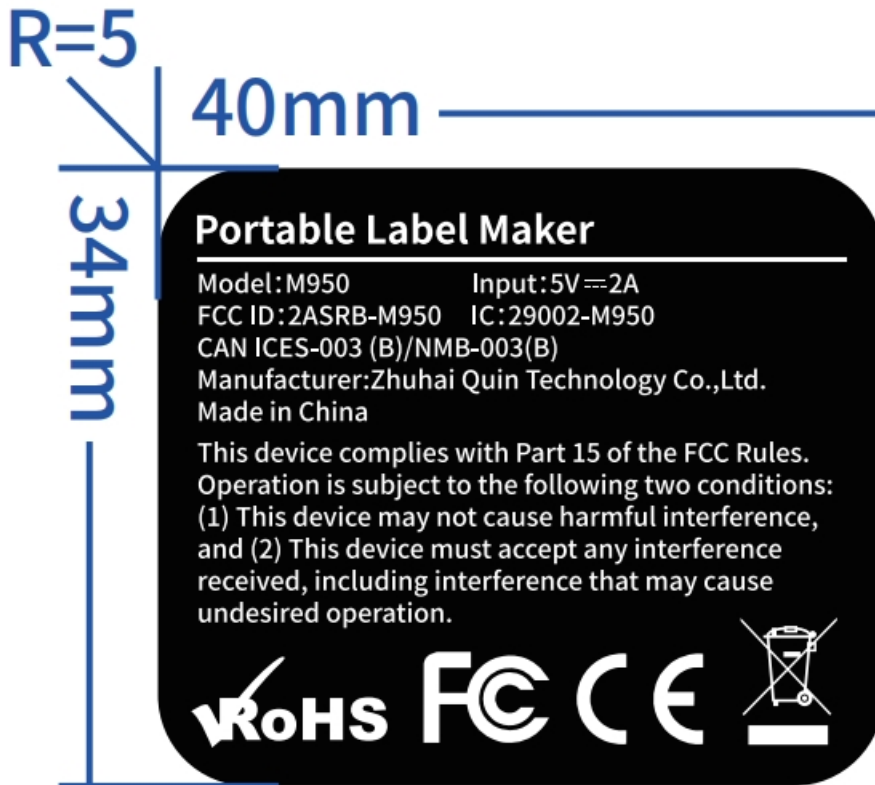 R=5
40mm
34mm
Portable Label Maker
Model:M950 Input:5V⎓2A
FCC ID:2ASRB-M950 IC:29002-M950
CAN ICES-003 (B)/NMB-003(B)
Manufacturer:Zhuhai Quin Technology Co.,Ltd.
Made in China
This device complies with Part 15 of the FCC Rules.
Operation is subject to the following two conditions:
(1) This device may not cause harmful interference,
and (2) This device must accept any interference
received, including interference that may cause
undesired operation.
RoHS FC CE